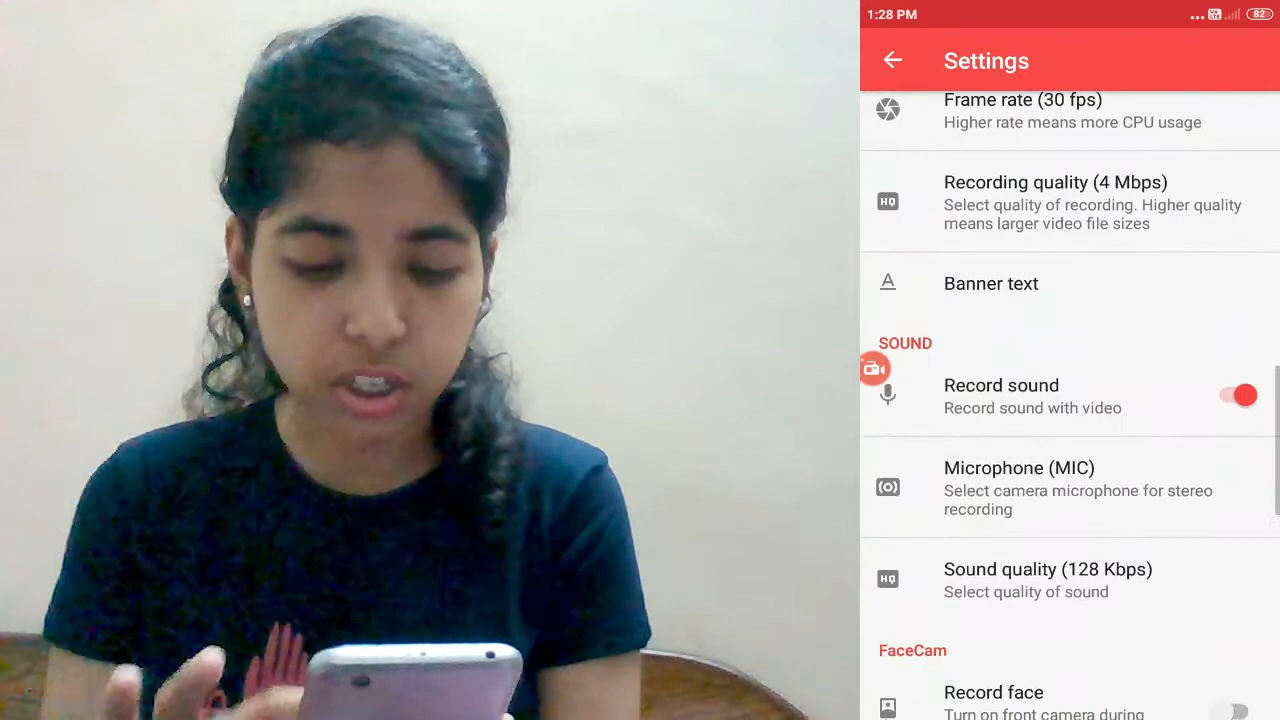 1:28 PM
82
Settings
Frame rate (30 fps)
Higher rate means more CPU usage
HQ
Recording quality (4 Mbps)
Select quality of recording. Higher quality
means larger video file sizes
A
Banner text
SOUND
Record sound
Record sound with video
Microphone (MIC)
Select camera microphone for stereo
recording
HQ
Sound quality (128 Kbps)
Select quality of sound
FaceCam
Record face
Turn on front camera during